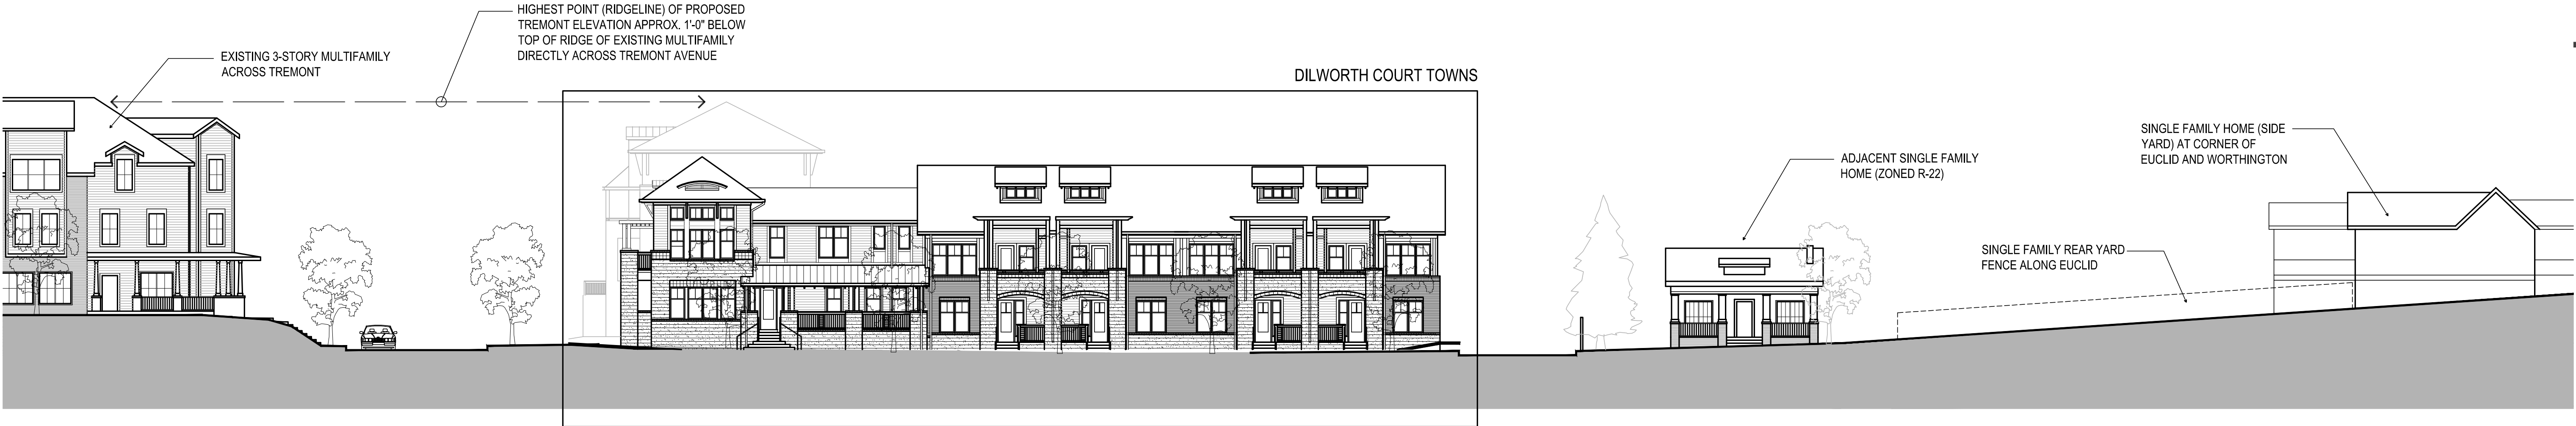 HIGHEST POINT (RIDGELINE) OF PROPOSED
TREMONT ELEVATION APPROX. 1'-0" BELOW
TOP OF RIDGE OF EXISTING MULTIFAMILY
DIRECTLY ACROSS TREMONT AVENUE
EXISTING 3-STORY MULTIFAMILY
ACROSS TREMONT
DILWORTH COURT TOWNS
ADJACENT SINGLE FAMILY
HOME (ZONED R-22)
SINGLE FAMILY HOME (SIDE
YARD) AT CORNER OF
EUCLID AND WORTHINGTON
SINGLE FAMILY REAR YARD
FENCE ALONG EUCLID